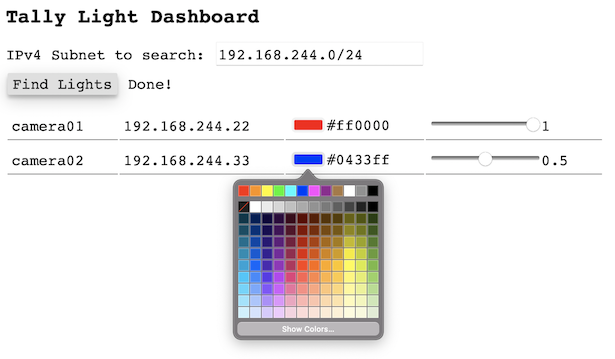 Tally Light Dashboard
IPv4 Subnet to search: 192.168.244.0/24
Find Lights Done!
camera01 192.168.244.22 #ff0000 1
camera02 192.168.244.33 #0433ff 0.5
Show Colors...